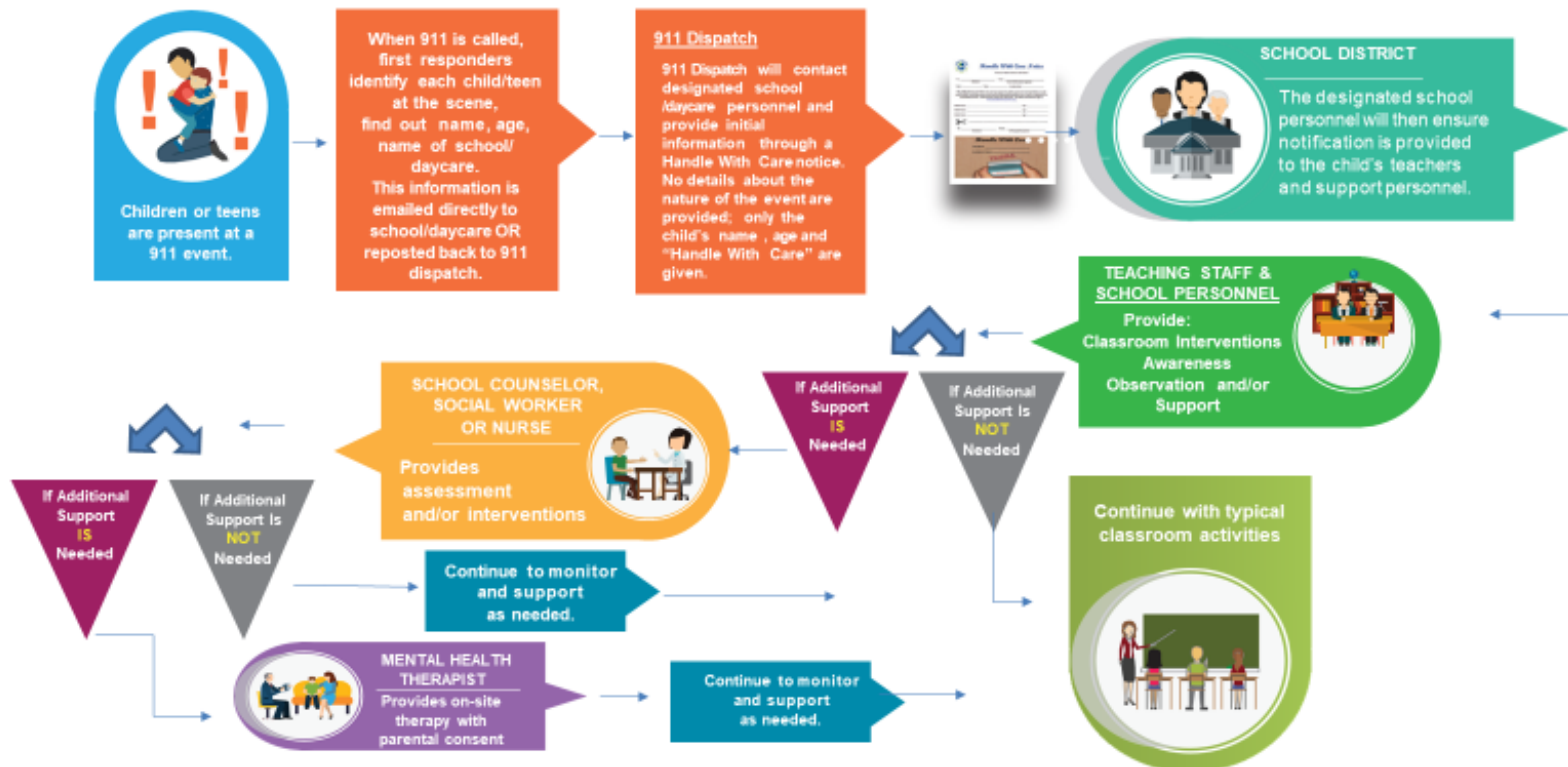 Children or teens
are present at a
911 event.
When 911 is called,
first responders
identify each child/teen
at the scene,
find out name, age,
name of school/
daycare.
This information is
emailed directly to
school/daycare OR
reposted back to 911
dispatch.
911 Dispatch
911 Dispatch will contact
designated school
/daycare personnel and
provide initial
information through a
Handle With Care notice.
No details about the
nature of the event are
provided; only the
child's name , age and
"Handle With Care" are
given.
Handle With Care Notice
SCHOOL DISTRICT
The designated school
personnel will then ensure
notification is provided
to the child's teachers
and support personnel.
TEACHING STAFF &
SCHOOL PERSONNEL
Provide:
Classroom Interventions
Awareness
Observation and/or
Support
If Additional
Support
IS
Needed
If Additional
Support Is
NOT
Needed
SCHOOL COUNSELOR,
SOCIAL WORKER
OR NURSE
Provides
assessment
and/or interventions
If Additional
Support
IS
Needed
If Additional
Support Is
NOT
Needed
Continue to monitor
and support
as needed.
Continue with typical
classroom activities
MENTAL HEALTH
THERAPIST
Provides on-site
therapy with
parental consent
Continue to monitor
and support
as needed.